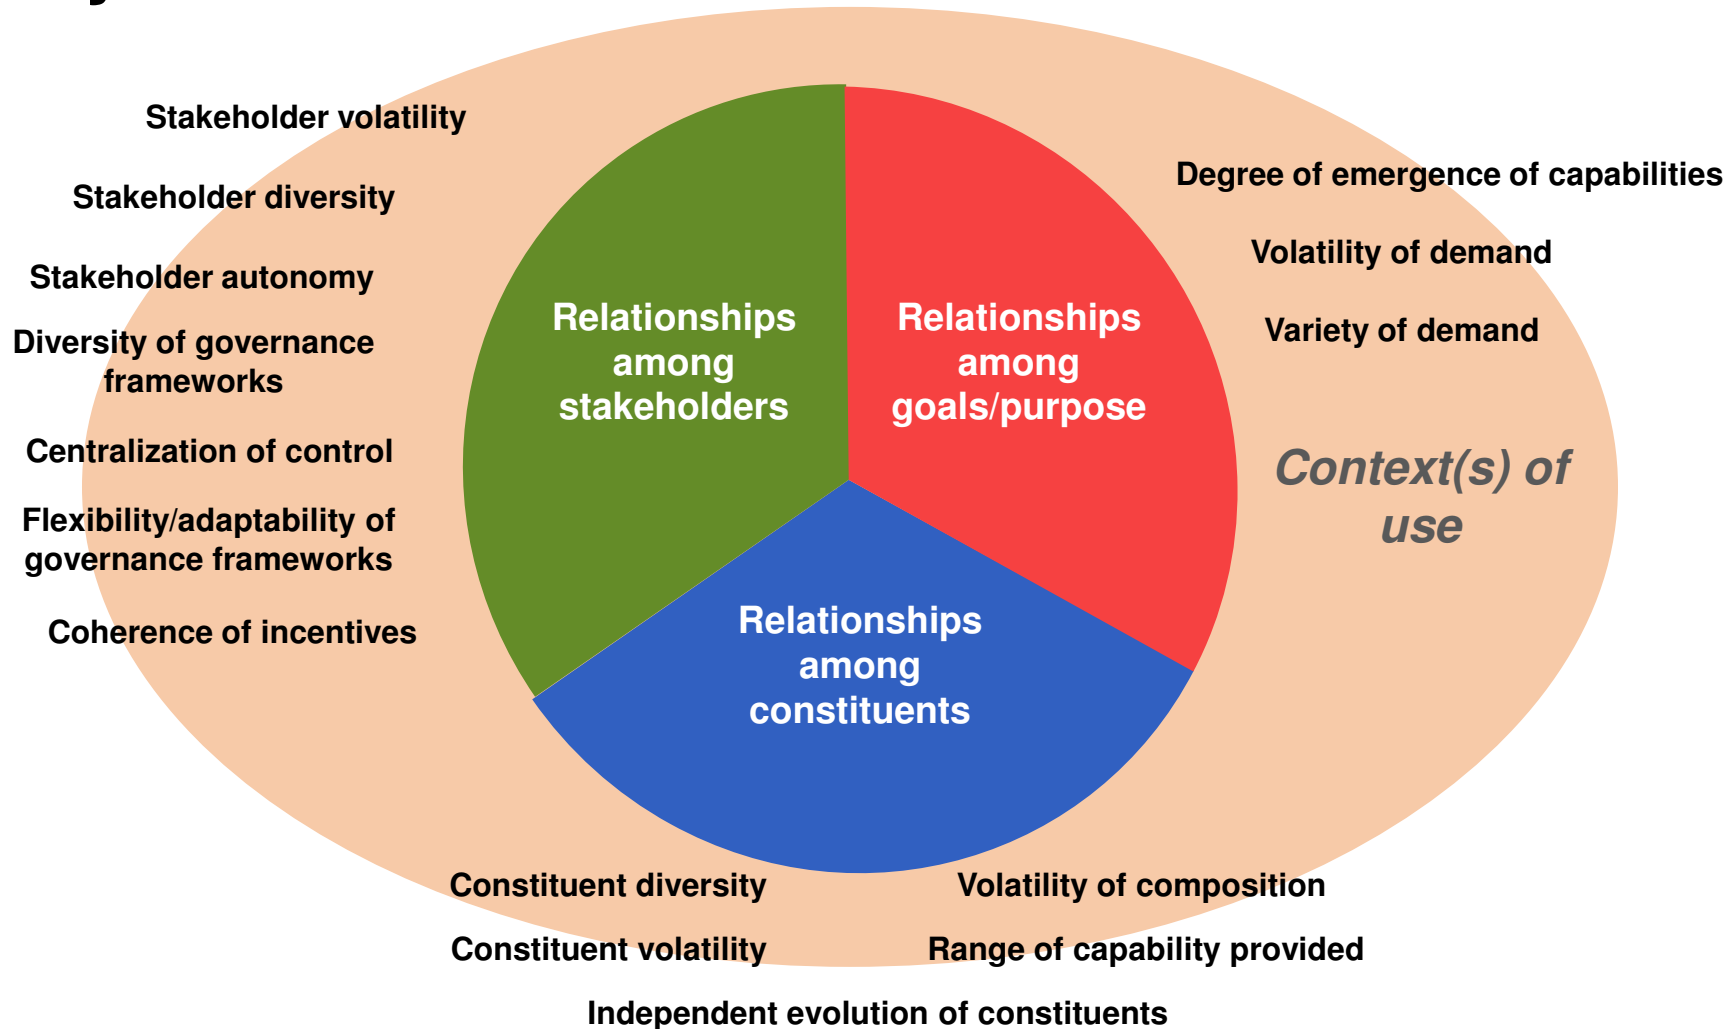 Stakeholder volatility
Stakeholder diversity
Stakeholder autonomy
Diversity of governance
frameworks
Centralization of control
Flexibility/adaptability of
governance frameworks
Coherence of incentives
Relationships
among
stakeholders
Relationships
among
goals/purpose
Relationships
among
constituents
Degree of emergence of capabilities
Volatility of demand
Variety of demand
Context(s) of
use
Constituent diversity
Volatility of composition
Constituent volatility
Range of capability provided
Independent evolution of constituents